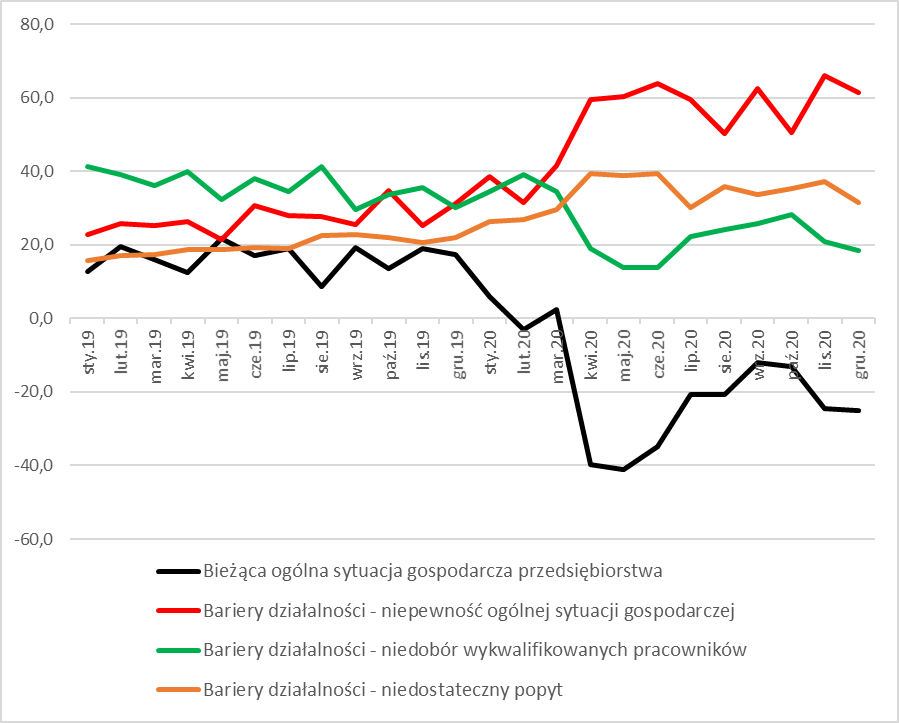 80,0
60,0
40,0
20,0
0,0
-20,0
-40,0
-60,0
sty.19
lut.19
mar.19
kwi.19
maj.19
cze.19
lip.19
sie.19
wrz.19
paź.19
lis.19
gru.19
sty.20
lut.20
mar.20
kwi.20
maj.20
cze.20
lip.20
sie.20
wrz.20
paź.20
lis.20
gru.20
Bieżąca ogólna sytuacja gospodarcza przedsiębiorstwa
Bariery działalności - niepewność ogólnej sytuacji gospodarczej
Bariery działalności - niedobór wykwalifikowanych pracowników
Bariery działalności - niedostateczny popyt